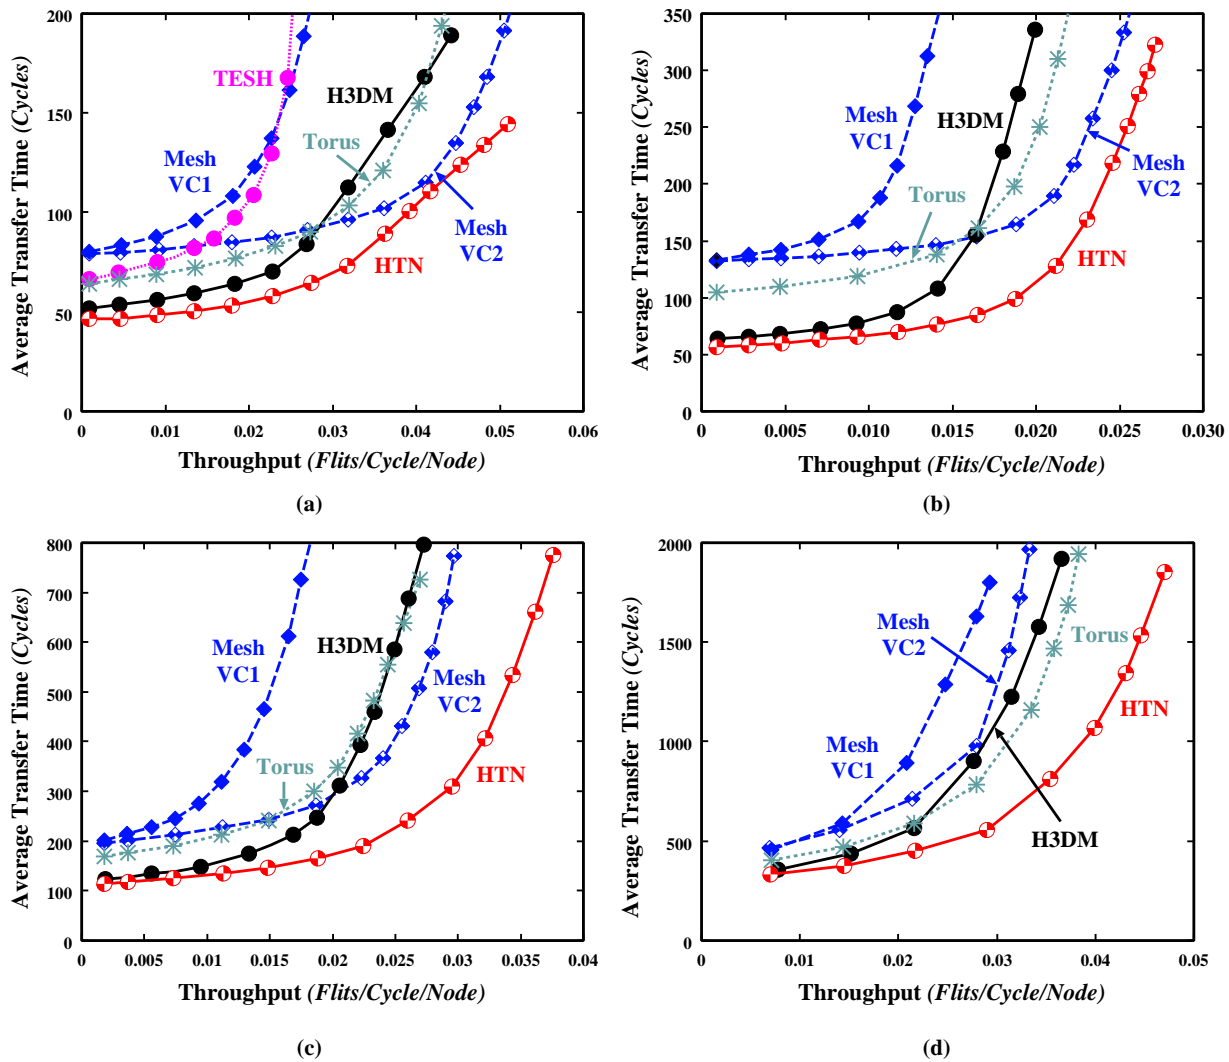 200
150
100
50
0
0
0.01
0.02
0.03
0.04
0.05
0.06
Average Transfer Time (Cycles)
Throughput (Flits/Cycle/Node)
TESH
H3DM
Torus
Mesh
VC1
Mesh
VC2
HTN
(a)
350
300
250
200
150
100
50
0
0
0.005
0.010
0.015
0.020
0.025
0.030
Average Transfer Time (Cycles)
Throughput (Flits/Cycle/Node)
Mesh
VC1
H3DM
Mesh
VC2
Torus
HTN
(b)
800
700
600
500
400
300
200
100
0
0
0.005
0.01
0.015
0.02
0.025
0.03
0.035
0.04
Average Transfer Time (Cycles)
Throughput (Flits/Cycle/Node)
Mesh
VC1
H3DM
Mesh
VC2
Torus
HTN
(c)
2000
1500
1000
500
0
0
0.01
0.02
0.03
0.04
0.05
Average Transfer Time (Cycles)
Throughput (Flits/Cycle/Node)
Mesh
VC2
Torus
HTN
Mesh
VC1
H3DM
(d)